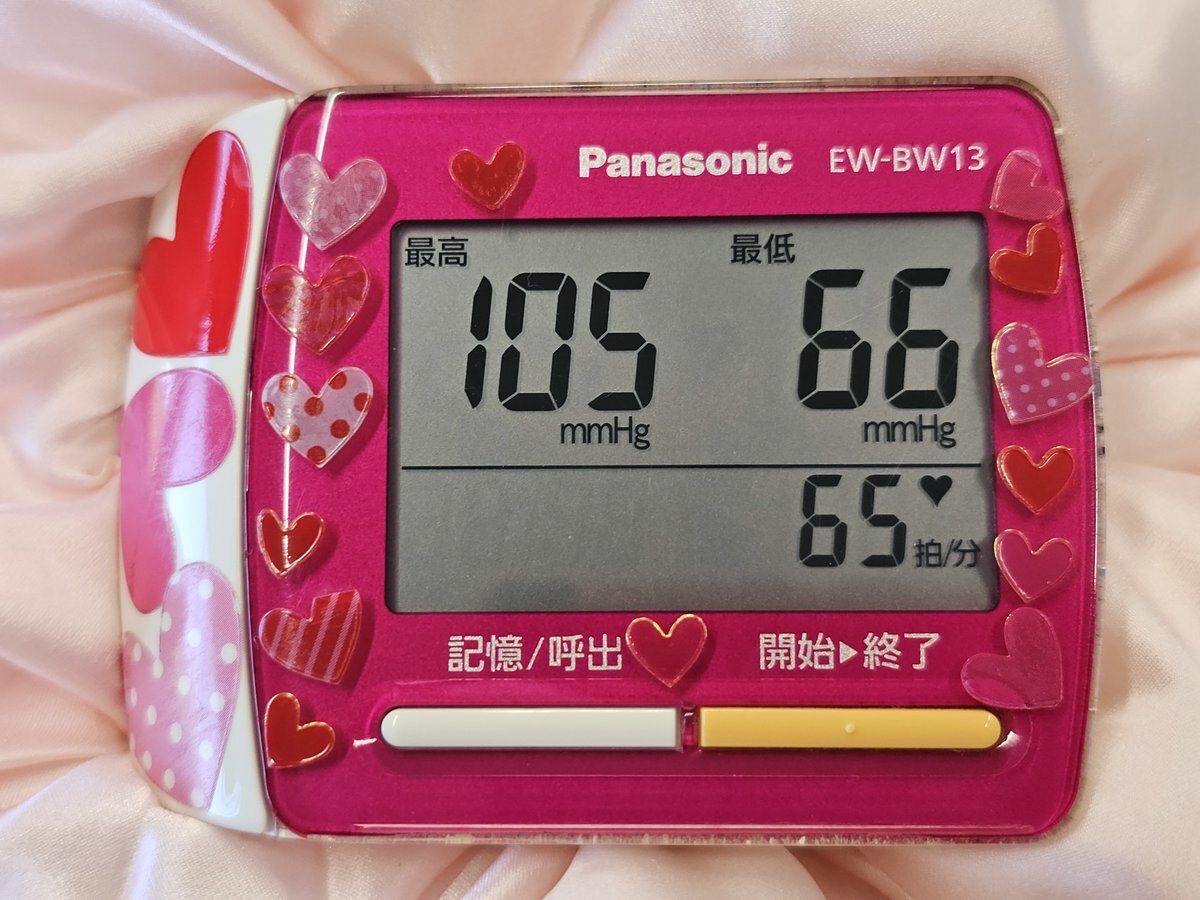 Panasonic EW-BW13
最高 最低
105 66
mmHg mmHg
65
拍/分
記憶/呼出 開始▶終了